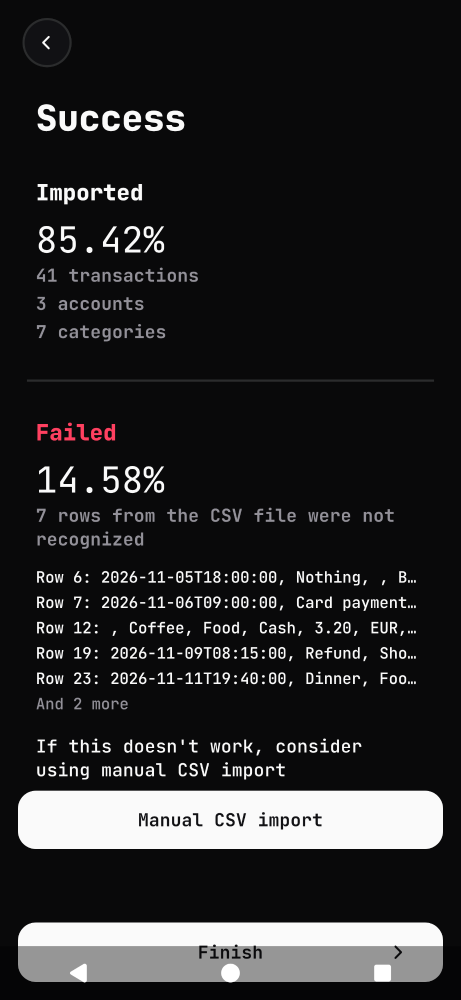 Success
Imported
85.42%
41 transactions
3 accounts
7 categories
Failed
14.58%
7 rows from the CSV file were not
recognized
Row 6: 2026-11-05T18:00:00, Nothing, , B…
Row 7: 2026-11-06T09:00:00, Card payment…
Row 12: , Coffee, Food, Cash, 3.20, EUR,…
Row 19: 2026-11-09T08:15:00, Refund, Sho…
Row 23: 2026-11-11T19:40:00, Dinner, Foo…
And 2 more
If this doesn't work, consider
using manual CSV import
Manual CSV import
Finish